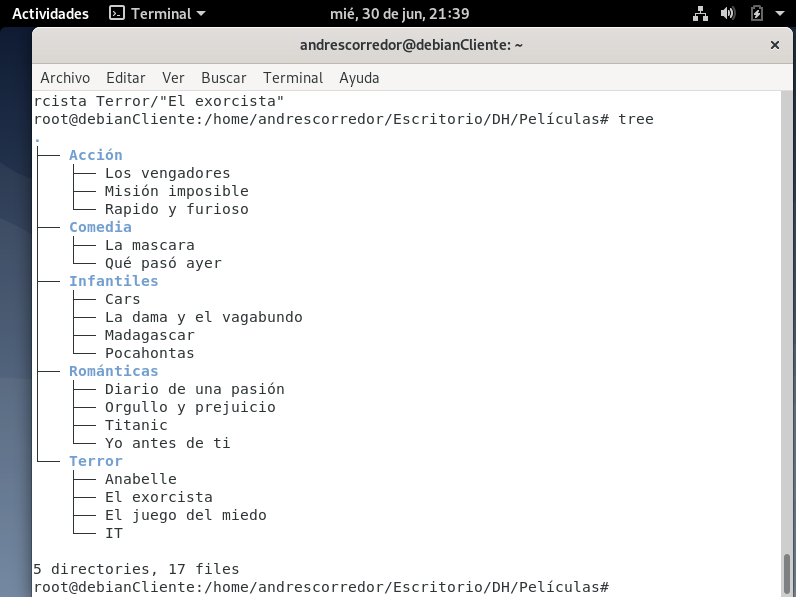 Actividades Terminal mié, 30 de jun, 21:39
andrescorredor@debianCliente: ~
Archivo Editar Ver Buscar Terminal Ayuda
rcista Terror/"El exorcista"
root@debianCliente:/home/andrescorredor/Escritorio/DH/Películas# tree
.
├── Acción
│   ├── Los vengadores
│   ├── Misión imposible
│   └── Rapido y furioso
├── Comedia
│   ├── La mascara
│   └── Qué pasó ayer
├── Infantiles
│   ├── Cars
│   ├── La dama y el vagabundo
│   ├── Madagascar
│   └── Pocahontas
├── Románticas
│   ├── Diario de una pasión
│   ├── Orgullo y prejuicio
│   ├── Titanic
│   └── Yo antes de ti
└── Terror
    ├── Anabelle
    ├── El exorcista
    ├── El juego del miedo
    └── IT
5 directories, 17 files
root@debianCliente:/home/andrescorredor/Escritorio/DH/Películas#